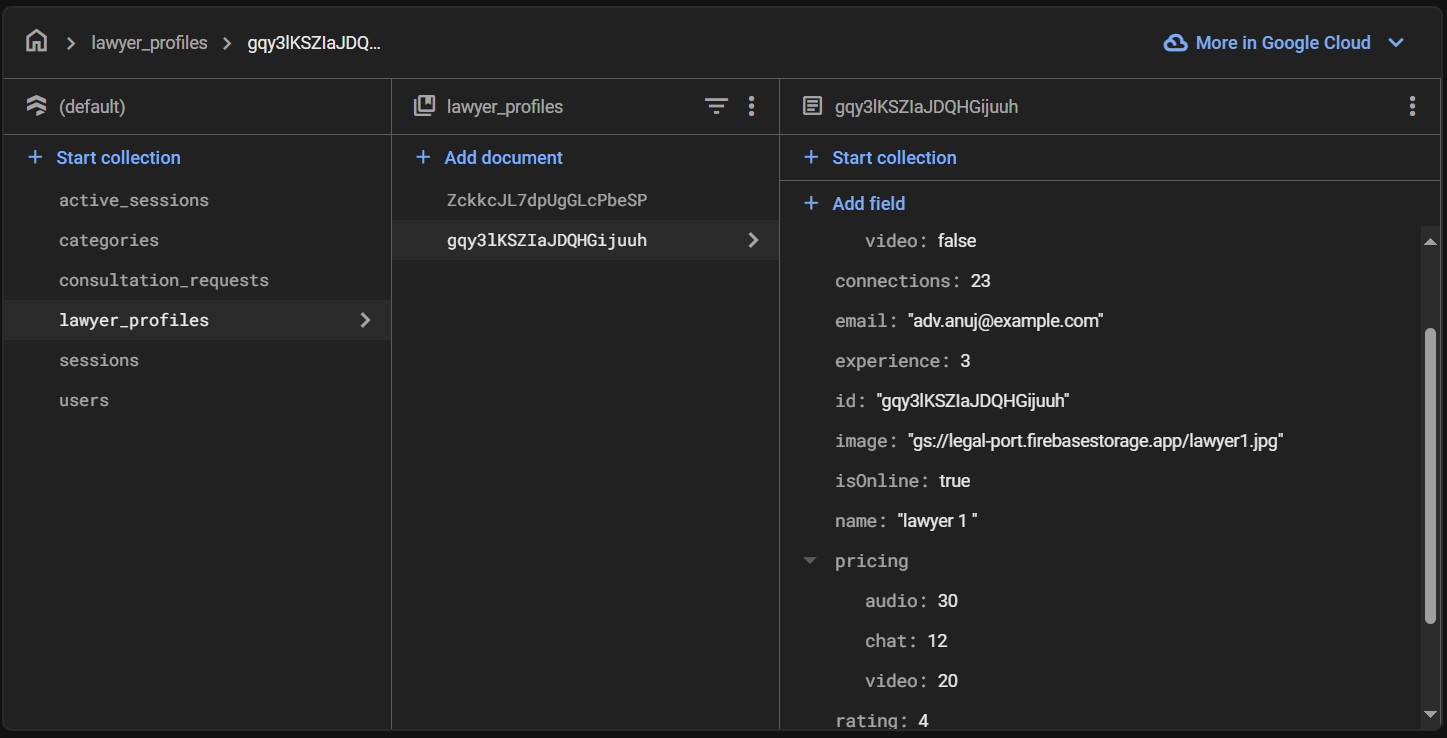 lawyer_profiles
gqy3lKSZIaJDQ...
More in Google Cloud
(default)
Start collection
active_sessions
categories
consultation_requests
lawyer_profiles
sessions
users
lawyer_profiles
Add document
ZckkcJL7dpUgGLcPbeSP
gqy3lKSZIaJDQHGijuuh
gqy3lKSZIaJDQHGijuuh
Start collection
Add field
video: false
connections: 23
email: "adv.anuj@example.com"
experience: 3
id: "gqy3lKSZIaJDQHGijuuh"
image: "gs://legal-port.firebasestorage.app/lawyer1.jpg"
isOnline: true
name: "lawyer 1 "
pricing
audio: 30
chat: 12
video: 20
rating: 4